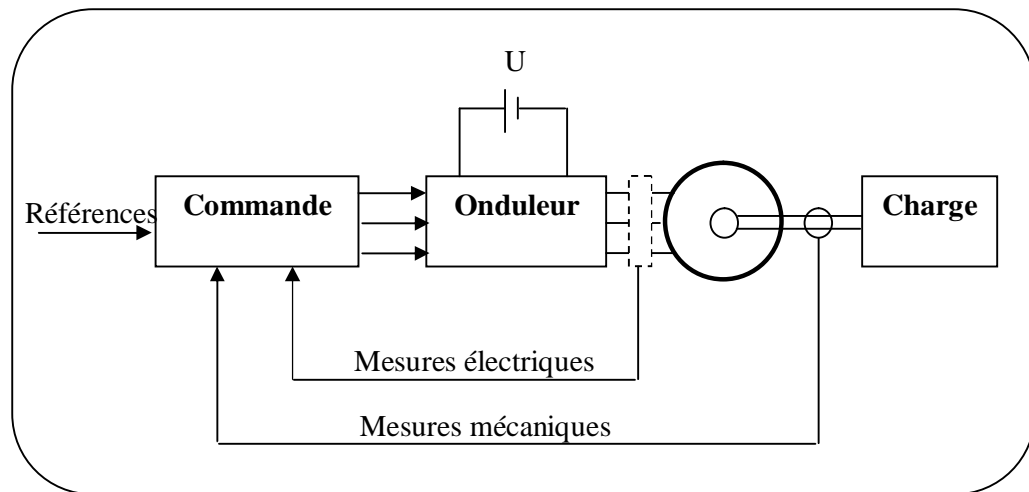 U
Références
Commande
Onduleur
Charge
Mesures électriques
Mesures mécaniques